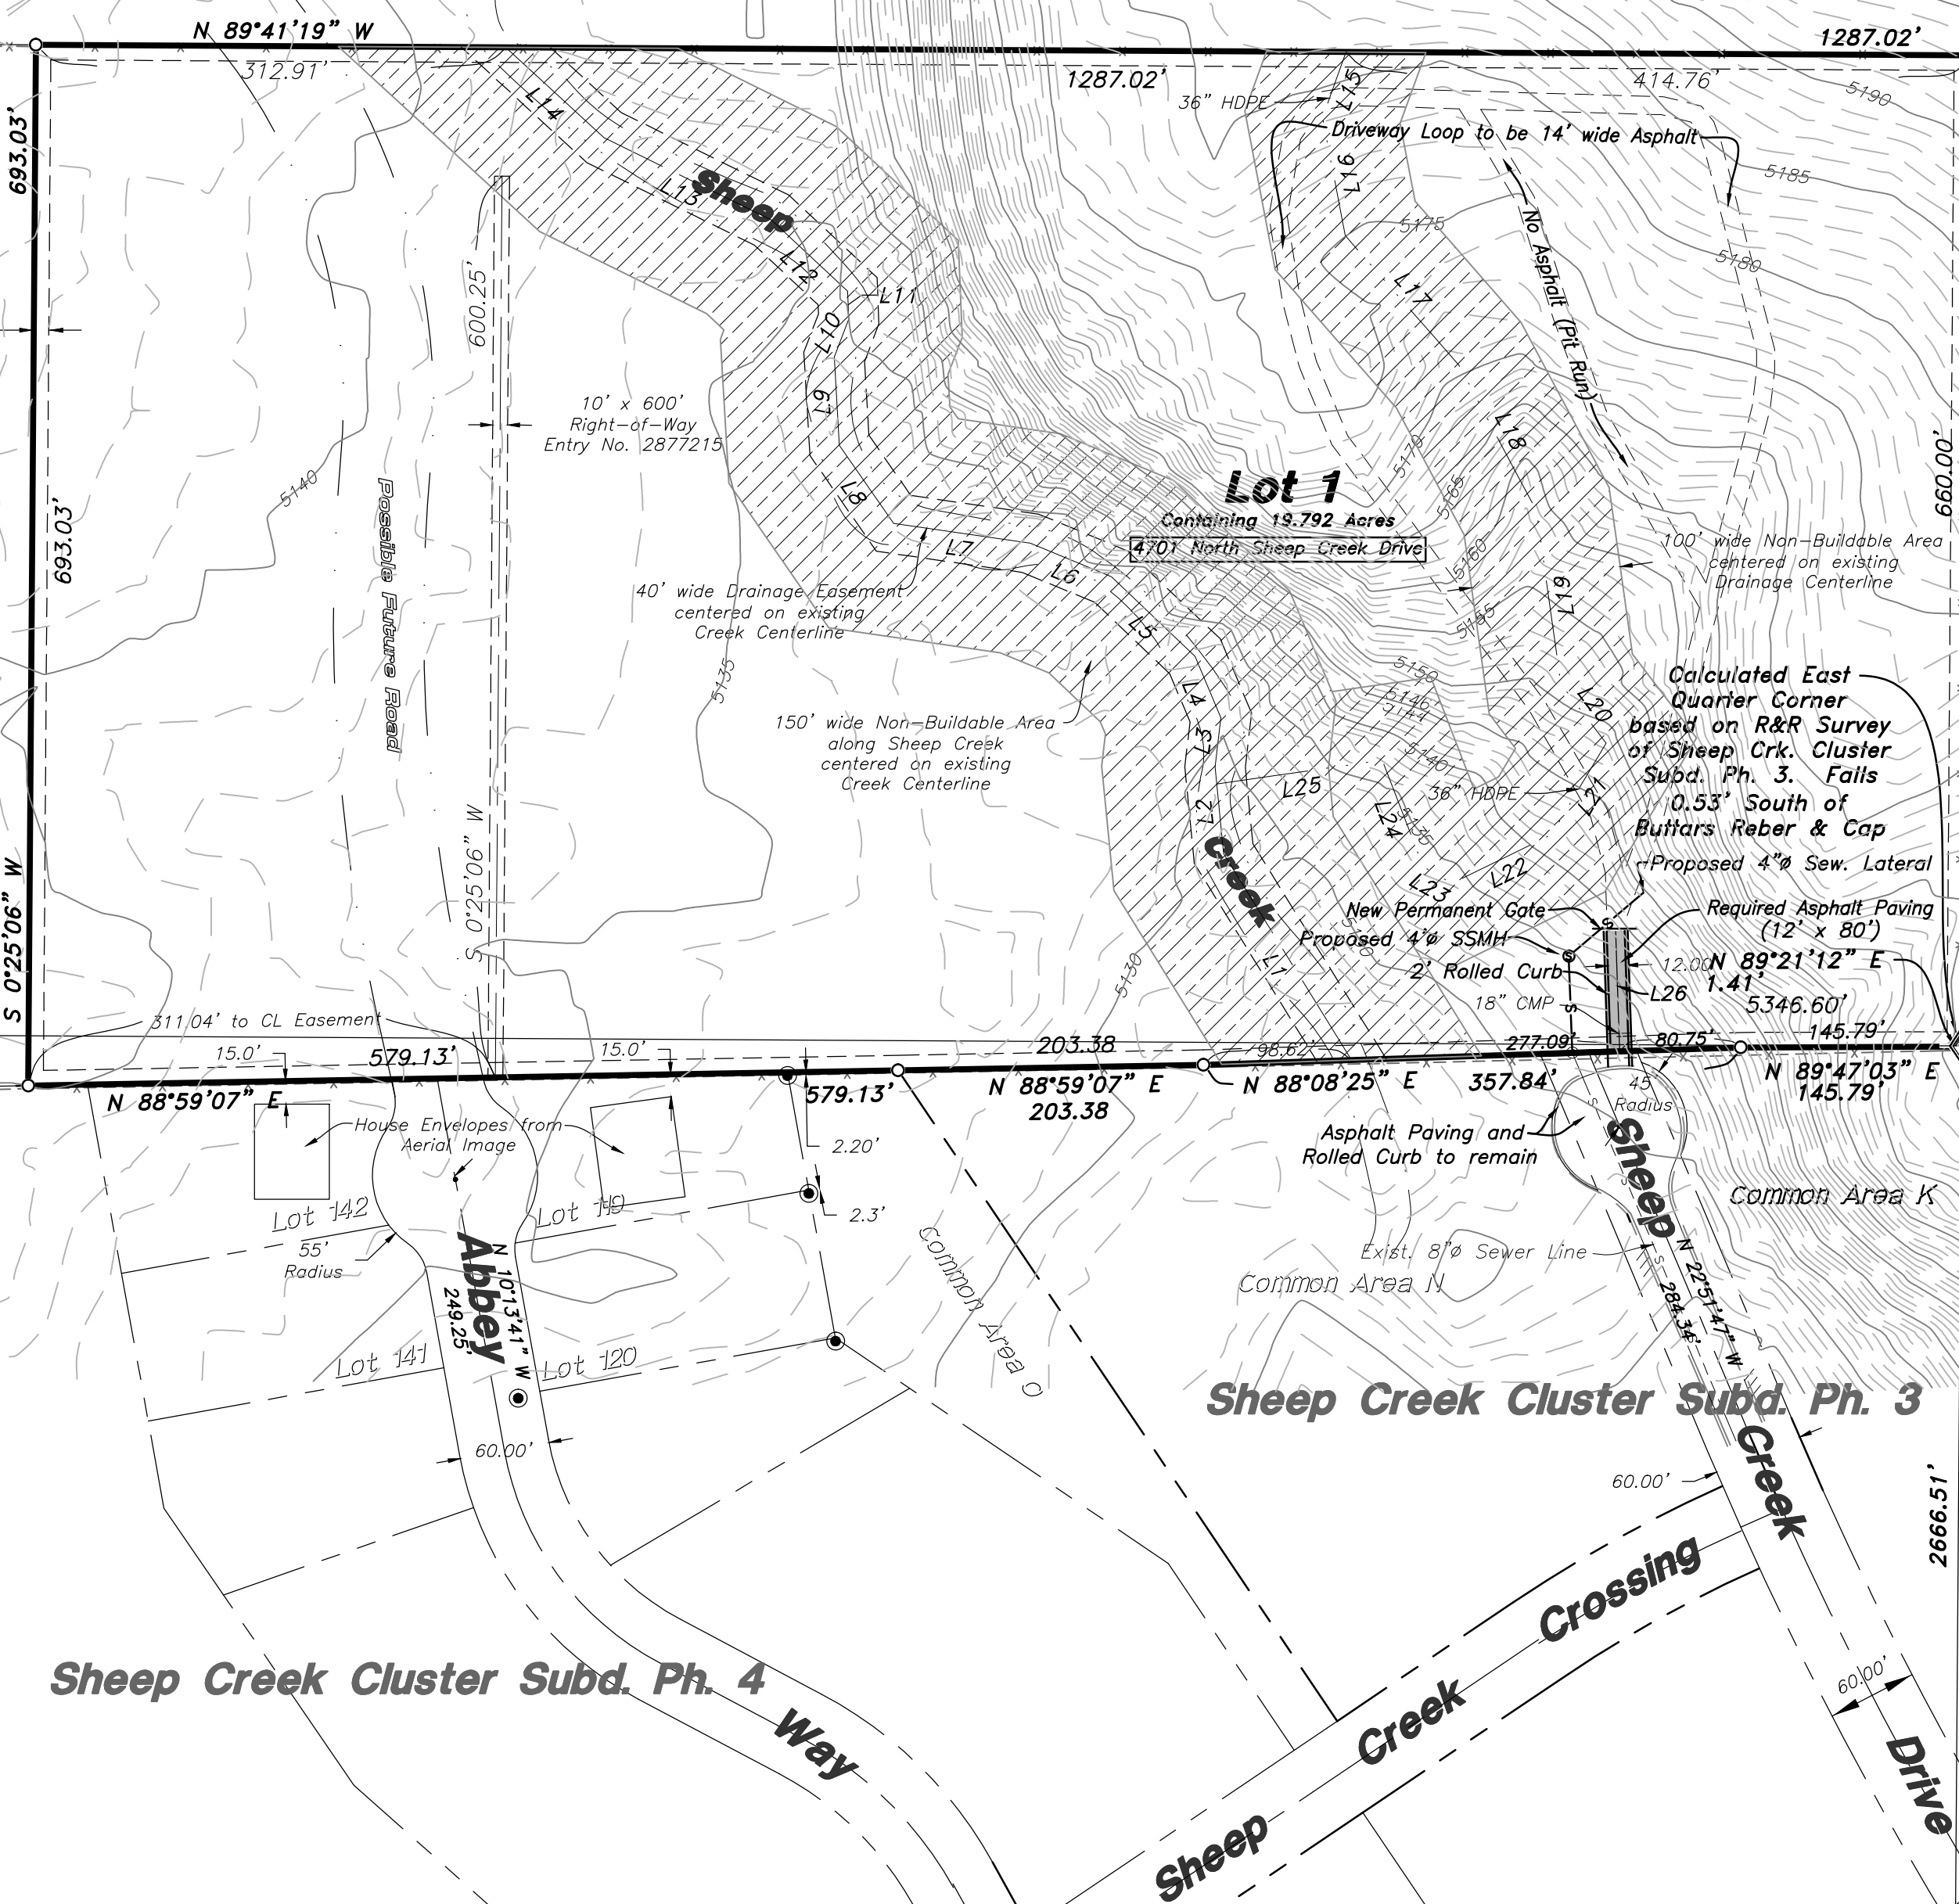 N 89°41'19" W
1287.02'
312.91'
1287.02'
414.76'
5190
36" HDPE
L15
L14
Driveway Loop to be 14' wide Asphalt
693.03'
L16
5185
L13
Sheep
5175
No Asphalt (Pit Run)
5180
L12
600.25'
L11
L17
L10
L9
10' x 600'
Right-of-Way
Entry No. 2877215
L18
5170
Lot 1
Containing 19.792 Acres
4701 North Sheep Creek Drive
660.00'
5140
5165
L8
693.03'
Possible Future Road
L7
L6
5160
100' wide Non-Buildable Area
centered on existing
Drainage Centerline
L19
40' wide Drainage Easement
centered on existing
Creek Centerline
L5
5155
5135
5150
5146
5144
Calculated East
Quarter Corner
based on R&R Survey
of Sheep Crk. Cluster
Subd. Ph. 3. Falls
0.53' South of
Buttars Reber & Cap
L4
L20
150' wide Non-Buildable Area
along Sheep Creek
centered on existing
Creek Centerline
L3
5140
L25
36" HDPE
L21
L2
L24
5135
S 0°25'06" W
Creek
Proposed 4"ø Sew. Lateral
L22
L23
S 0°25'06" W
New Permanent Gate
S
Required Asphalt Paving
(12' x 80')
Proposed 4'ø SSMH
S
12.00
N 89°21'12" E
1.41'
L1
5130
2' Rolled Curb
L26
18" CMP
S
5346.60'
311.04' to CL Easement
15.0'
579.13'
15.0'
203.38
98.62'
277.09'
80.75'
145.79'
N 88°59'07" E
579.13'
N 88°59'07" E
203.38
N 88°08'25" E
357.84'
N 89°47'03" E
145.79'
45'
Radius
House Envelopes from
Aerial Image
2.20'
Asphalt Paving and
Rolled Curb to remain
Sheep
Common Area K
Lot 142
Lot 119
2.3'
55'
Radius
Abbey
N 10°13'41" W
249.25'
Common Area O
Exist. 8"ø Sewer Line
Common Area N
N 22°51'47" W
284.34'
Lot 141
Lot 120
Sheep Creek Cluster Subd. Ph. 3
60.00'
Creek
60.00'
2666.51'
Crossing
Sheep Creek Cluster Subd. Ph. 4
Way
Creek
60.00'
Drive
Sheep